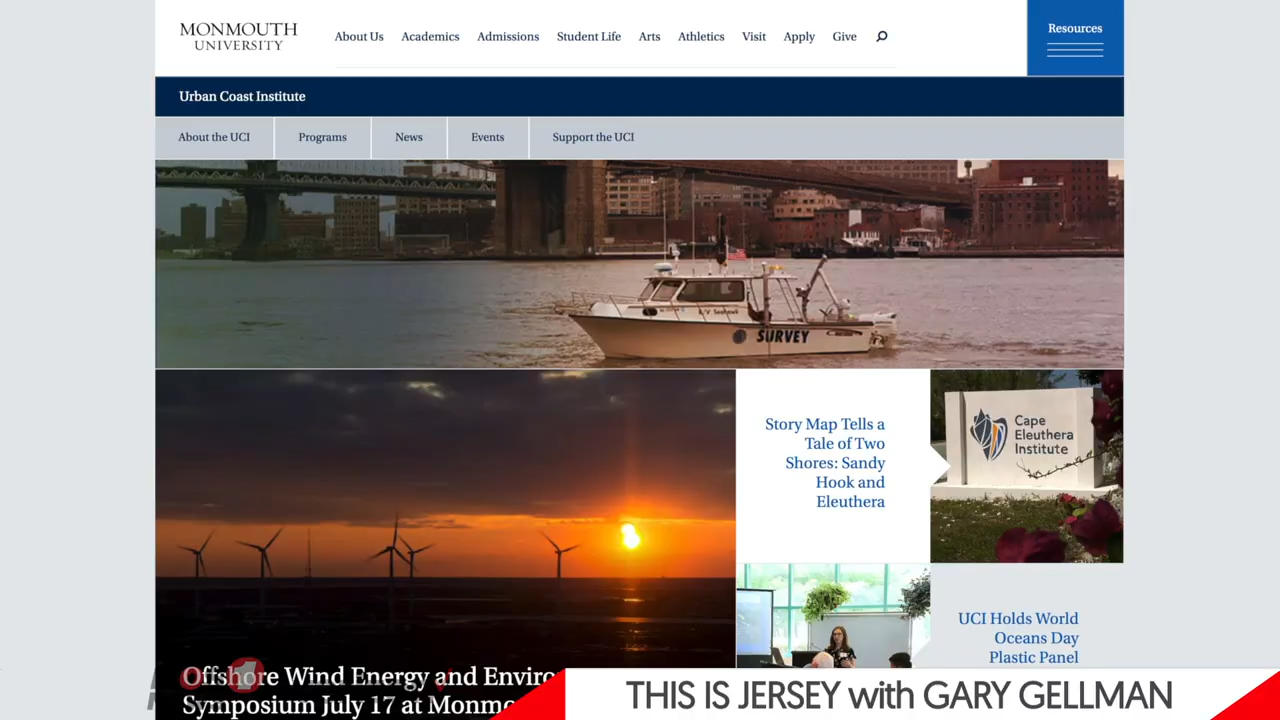 MONMOUTH
UNIVERSITY
About Us
Academics
Admissions
Student Life
Arts
Athletics
Visit
Apply
Give
Resources
Urban Coast Institute
About the UCI
Programs
News
Events
Support the UCI
SURVEY
Story Map Tells a
Tale of Two
Shores: Sandy
Hook and
Eleuthera
Cape
Eleuthera
Institute
UCI Holds World
Oceans Day
Plastic Panel
Offshore Wind Energy and Enviro
Symposium July 17 at Monmo
THIS IS JERSEY with GARY GELLMAN